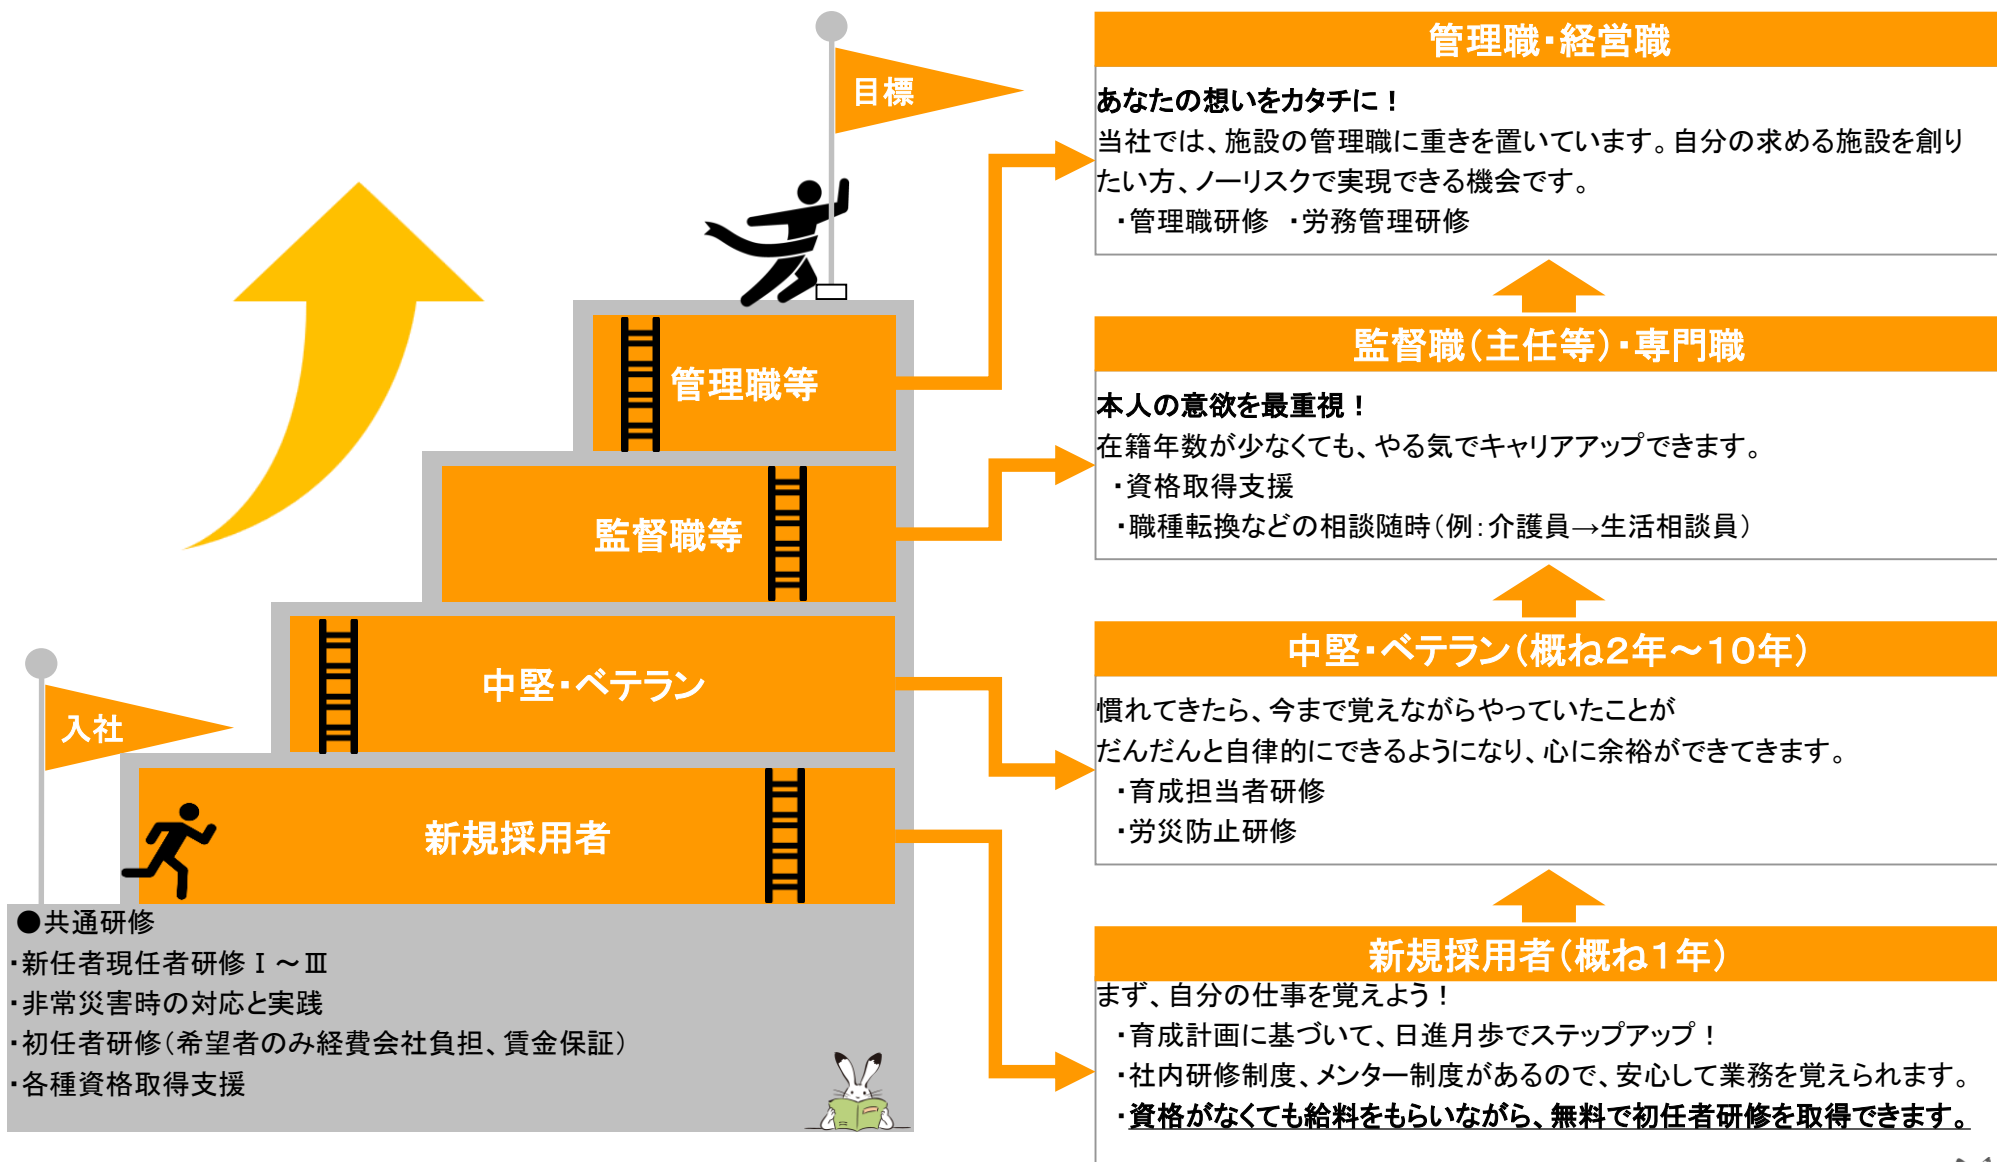 目標
管理職等
監督職等
中堅・ベテラン
入社
新規採用者
●共通研修
・新任者現任者研修Ⅰ～Ⅲ
・非常災害時の対応と実践
・初任者研修（希望者のみ経費会社負担、賃金保証）
・各種資格取得支援
管理職・経営職
あなたの想いをカタチに！
当社では、施設の管理職に重きを置いています。自分の求める施設を創り
たい方、ノーリスクで実現できる機会です。
・管理職研修　・労務管理研修
監督職（主任等）・専門職
本人の意欲を最重視！
在籍年数が少なくても、やる気でキャリアアップできます。
・資格取得支援
・職種転換などの相談随時（例：介護員→生活相談員）
中堅・ベテラン（概ね２年～１０年）
慣れてきたら、今まで覚えながらやっていたことが
だんだんと自律的にできるようになり、心に余裕ができてきます。
・育成担当者研修
・労災防止研修
新規採用者（概ね１年）
まず、自分の仕事を覚えよう！
・育成計画に基づいて、日進月歩でステップアップ！
・社内研修制度、メンター制度があるので、安心して業務を覚えられます。
・資格がなくても給料をもらいながら、無料で初任者研修を取得できます。